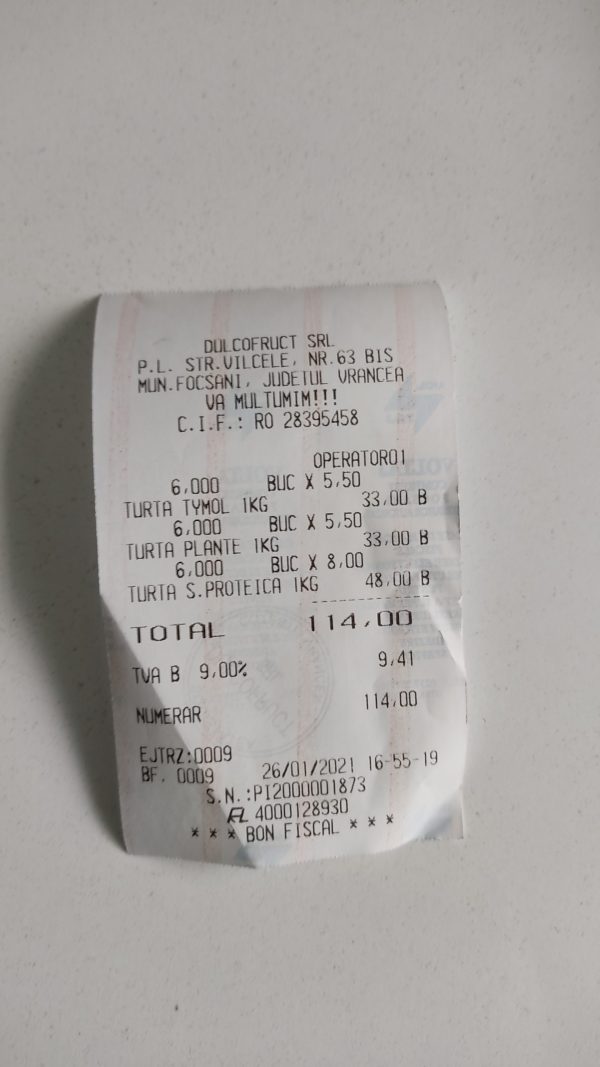 DULCOFRUCT SRL
P.L. STR.VILCELE, NR.63 BIS
MUN.FOCSANI, JUDETUL VRANCEA
VA MULTUMIM!!!
C.I.F.: RO 28395458
OPERATOR01
6,000 BUC X 5,50
TURTA TYMOL 1KG 33,00 B
6,000 BUC X 5,50
TURTA PLANTE 1KG 33,00 B
6,000 BUC X 8,00
TURTA S.PROTEICA 1KG 48,00 B
TOTAL 114,00
TVA B 9,00% 9,41
NUMERAR 114,00
EJTRZ:0009
BF. 0009 26/01/2021 16-55-19
S.N.:PI2000001873
FL 4000128930
* * * BON FISCAL * * *